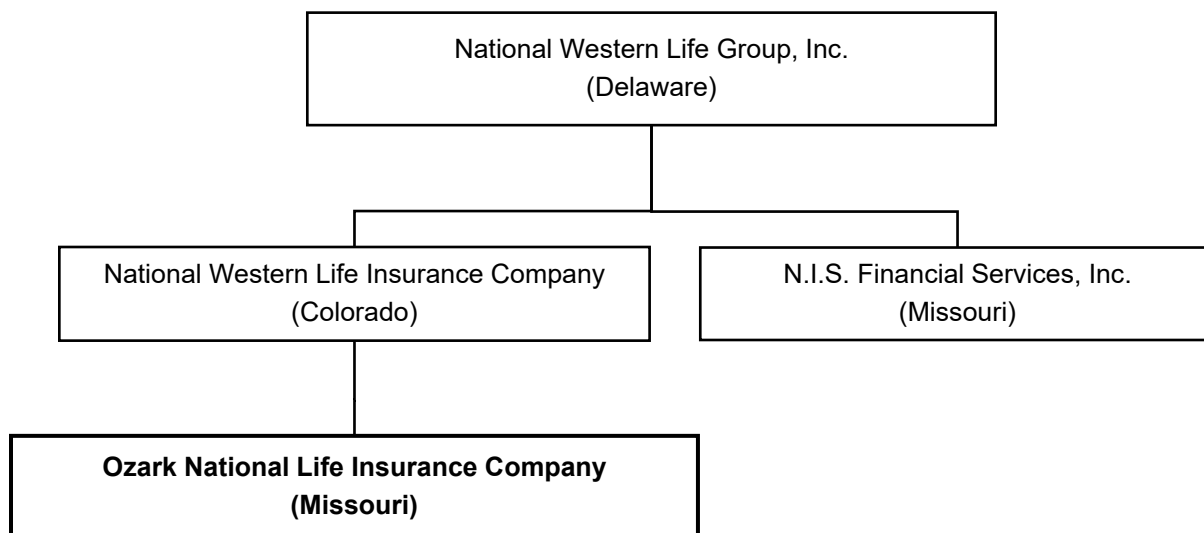 National Western Life Group, Inc.
(Delaware)
National Western Life Insurance Company
(Colorado)
N.I.S. Financial Services, Inc.
(Missouri)
Ozark National Life Insurance Company
(Missouri)